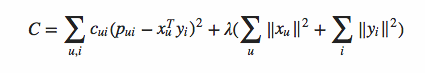 C = ∑_{u,i} c_{ui}(p_{ui} − x_u^T y_i)² + λ(∑_u ‖x_u‖² + ∑_i ‖y_i‖²)